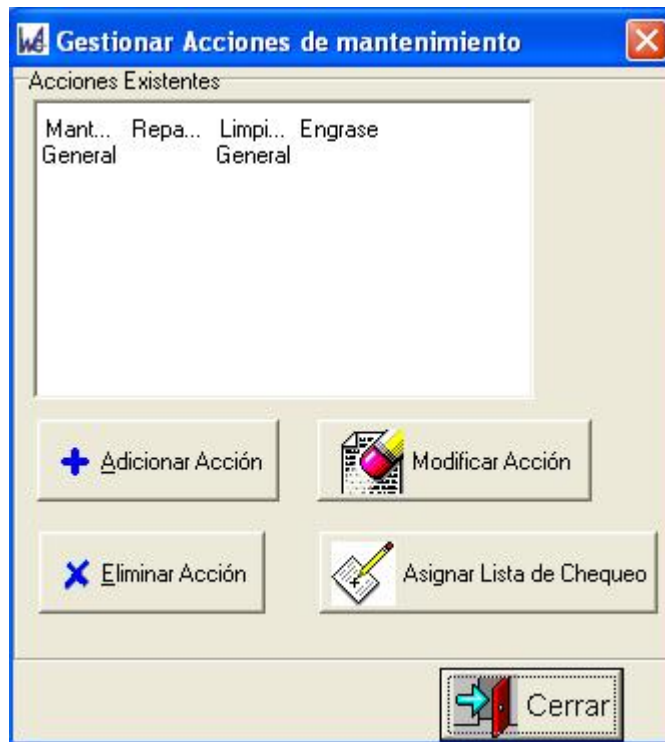 Gestionar Acciones de mantenimiento
Acciones Existentes
Mant... Repa... Limpi... Engrase
General General
Adicionar Acción
Modificar Acción
Eliminar Acción
Asignar Lista de Chequeo
Cerrar